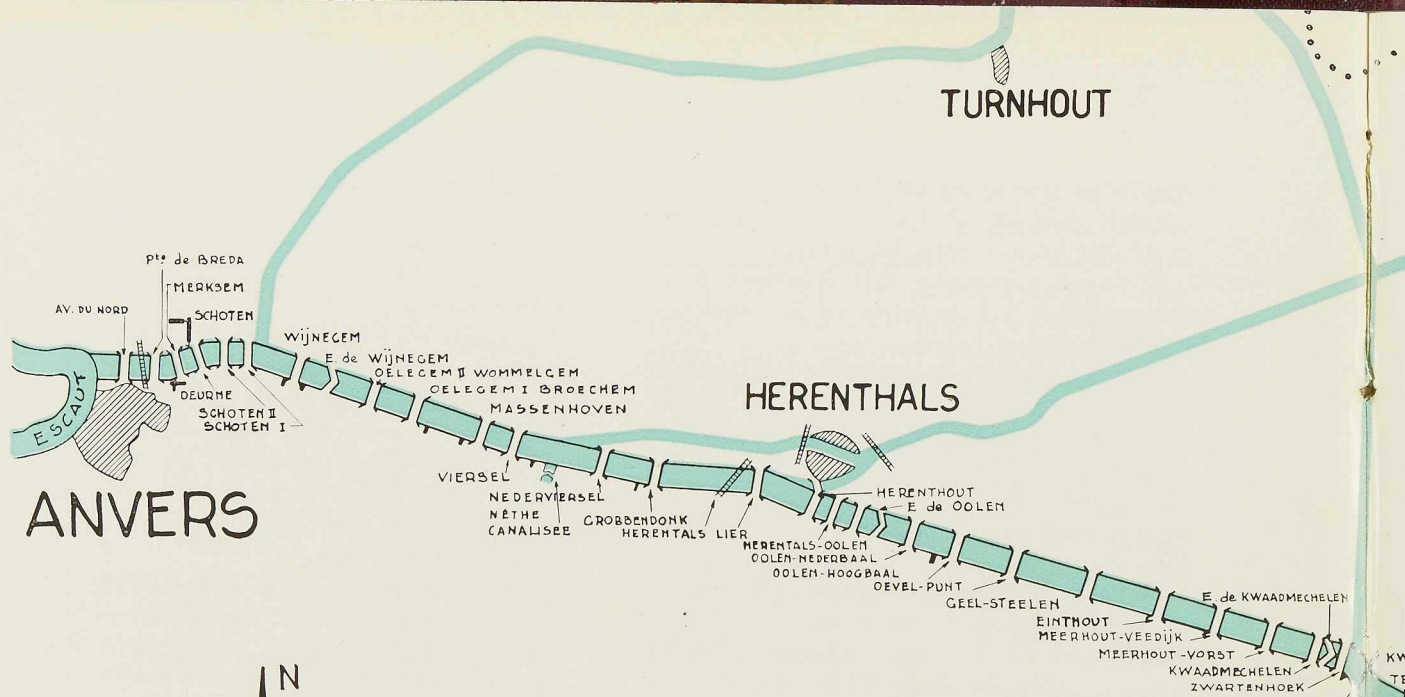 TURNHOUT
Pte de BREDA
MERKSEM
AV. DU NORD
SCHOTEN
WIJNEGEM
E. de WIJNEGEM
OELEGEM II WOMMELGEM
OELEGEM I BROECHEM
MASSENHOVEN
HERENTHALS
ESCAUT
DEURNE
SCHOTEN II
SCHOTEN I
ANVERS
VIERSEL
NEDERVIERSEL
NETHE
CANALISEE
GROBBENDONK
HERENTALS LIER
HERENTHOUT
E de OOLEN
HERENTALS-OOLEN
OOLEN-NEDERBAAL
OOLEN-HOOGBAAL
OEVEL-PUNT
GEEL-STEELEN
E. de KWAADMECHELEN
EINTHOUT
MEERHOUT-VEEDIJK
MEERHOUT-VORST
KWAADMECHELEN
ZWARTENHOEK
N